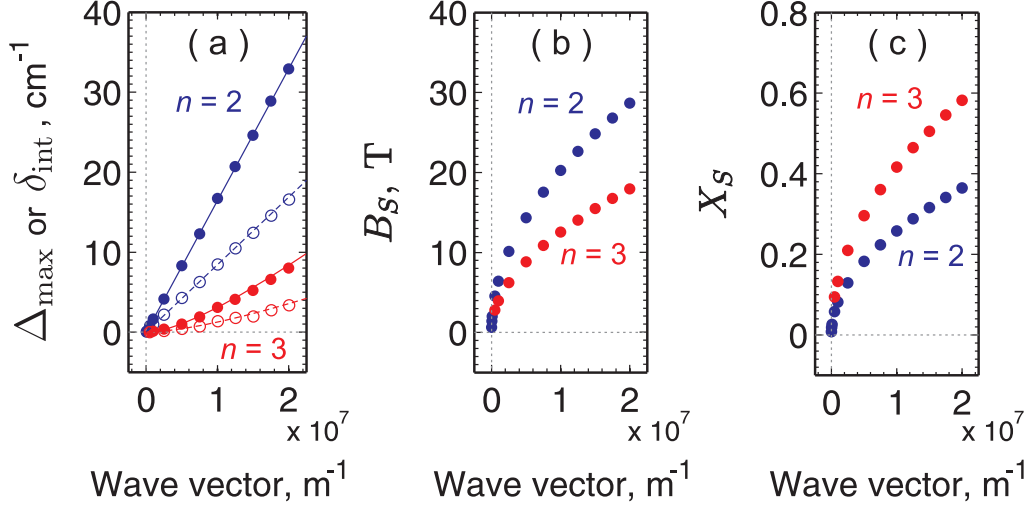 Δmax or δint, cm-1
40
30
20
10
0
( a )
n = 2
n = 3
0 1 2
x 10^7
Wave vector, m-1
BS, T
40
30
20
10
0
( b )
n = 2
n = 3
0 1 2
x 10^7
Wave vector, m-1
XS
0.8
0.6
0.4
0.2
0
( c )
n = 3
n = 2
0 1 2
x 10^7
Wave vector, m-1